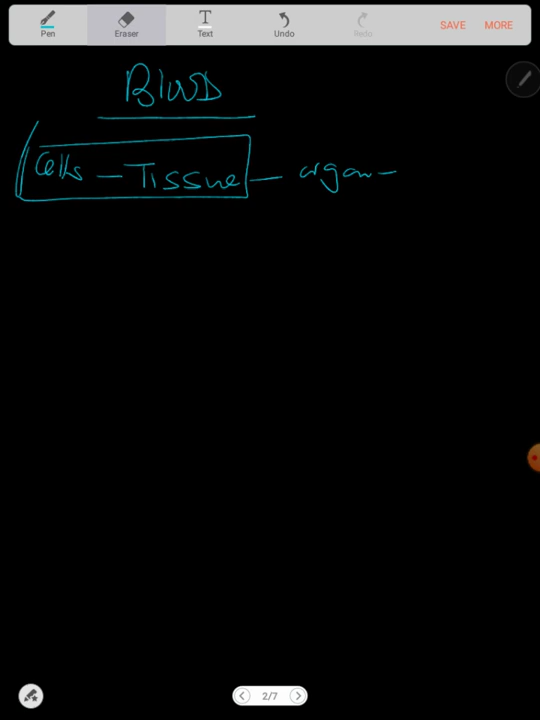 Pen Eraser Text Undo Redo SAVE MORE
BlooD
Cells - Tissue - organ -
2/7